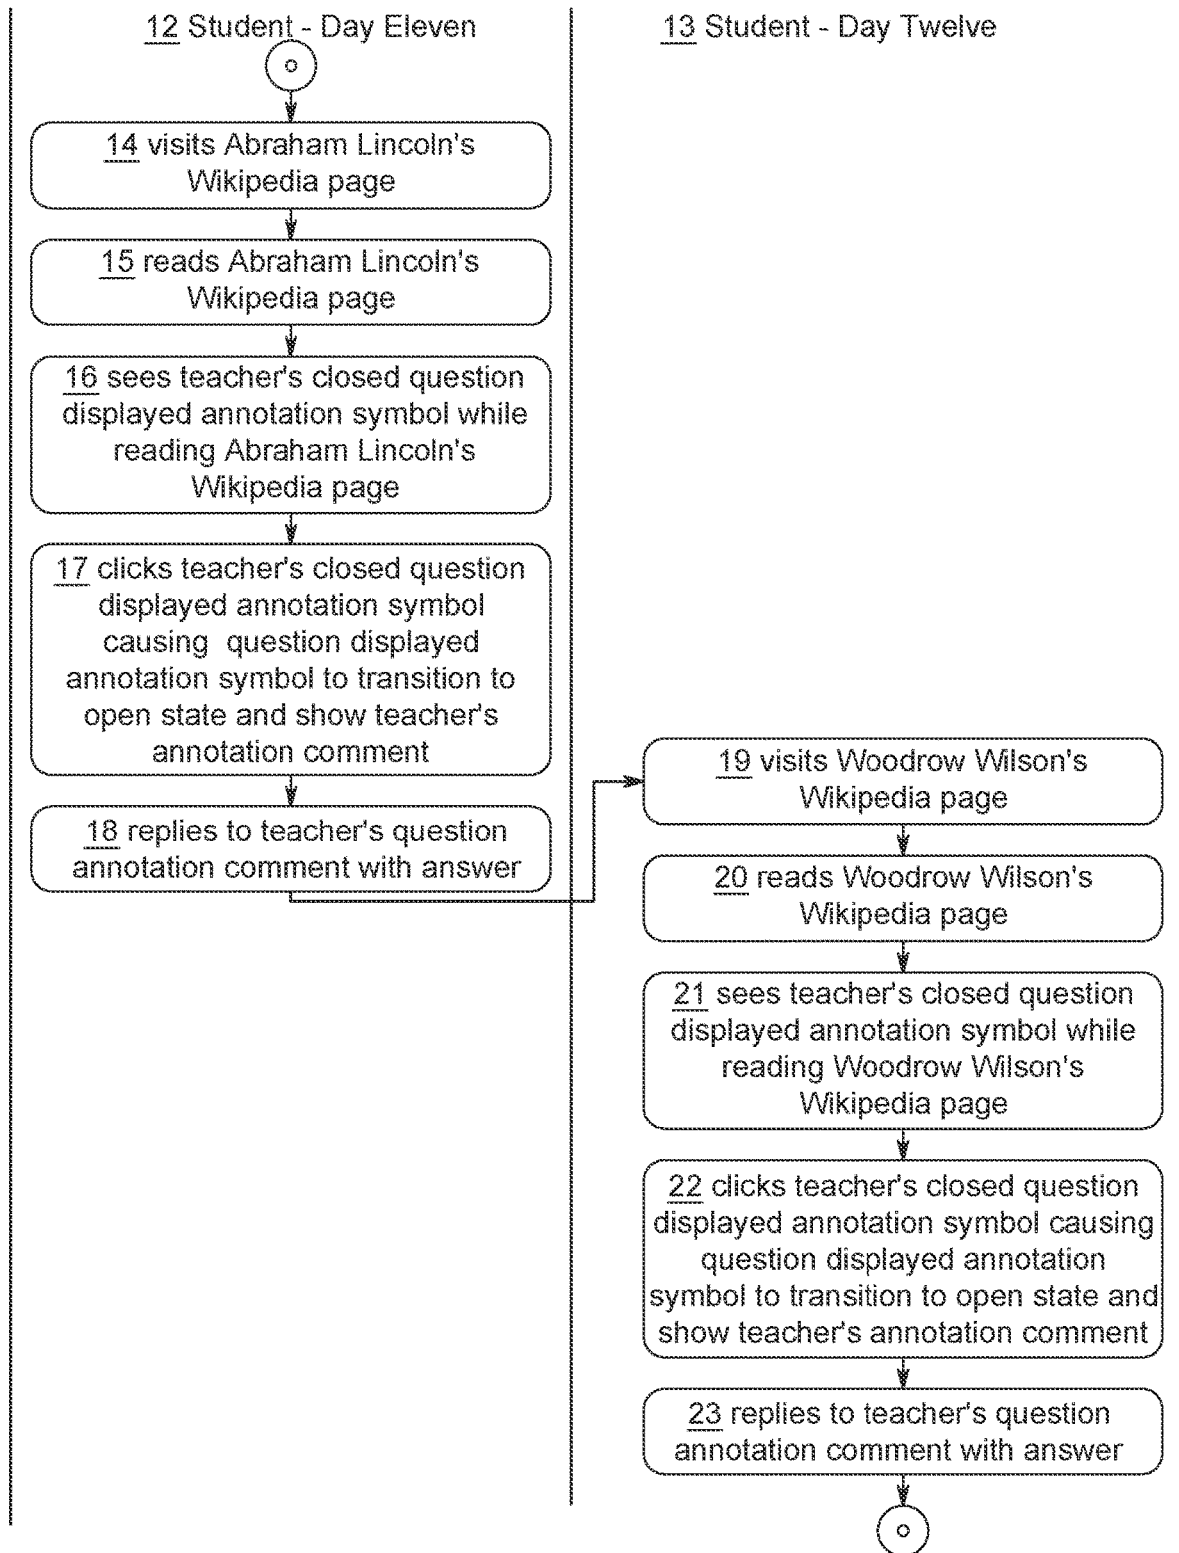 12 Student - Day Eleven
14 visits Abraham Lincoln's
Wikipedia page
15 reads Abraham Lincoln's
Wikipedia page
16 sees teacher's closed question
displayed annotation symbol while
reading Abraham Lincoln's
Wikipedia page
17 clicks teacher's closed question
displayed annotation symbol
causing question displayed
annotation symbol to transition to
open state and show teacher's
annotation comment
18 replies to teacher's question
annotation comment with answer
13 Student - Day Twelve
19 visits Woodrow Wilson's
Wikipedia page
20 reads Woodrow Wilson's
Wikipedia page
21 sees teacher's closed question
displayed annotation symbol while
reading Woodrow Wilson's
Wikipedia page
22 clicks teacher's closed question
displayed annotation symbol causing
question displayed annotation
symbol to transition to open state and
show teacher's annotation comment
23 replies to teacher's question
annotation comment with answer